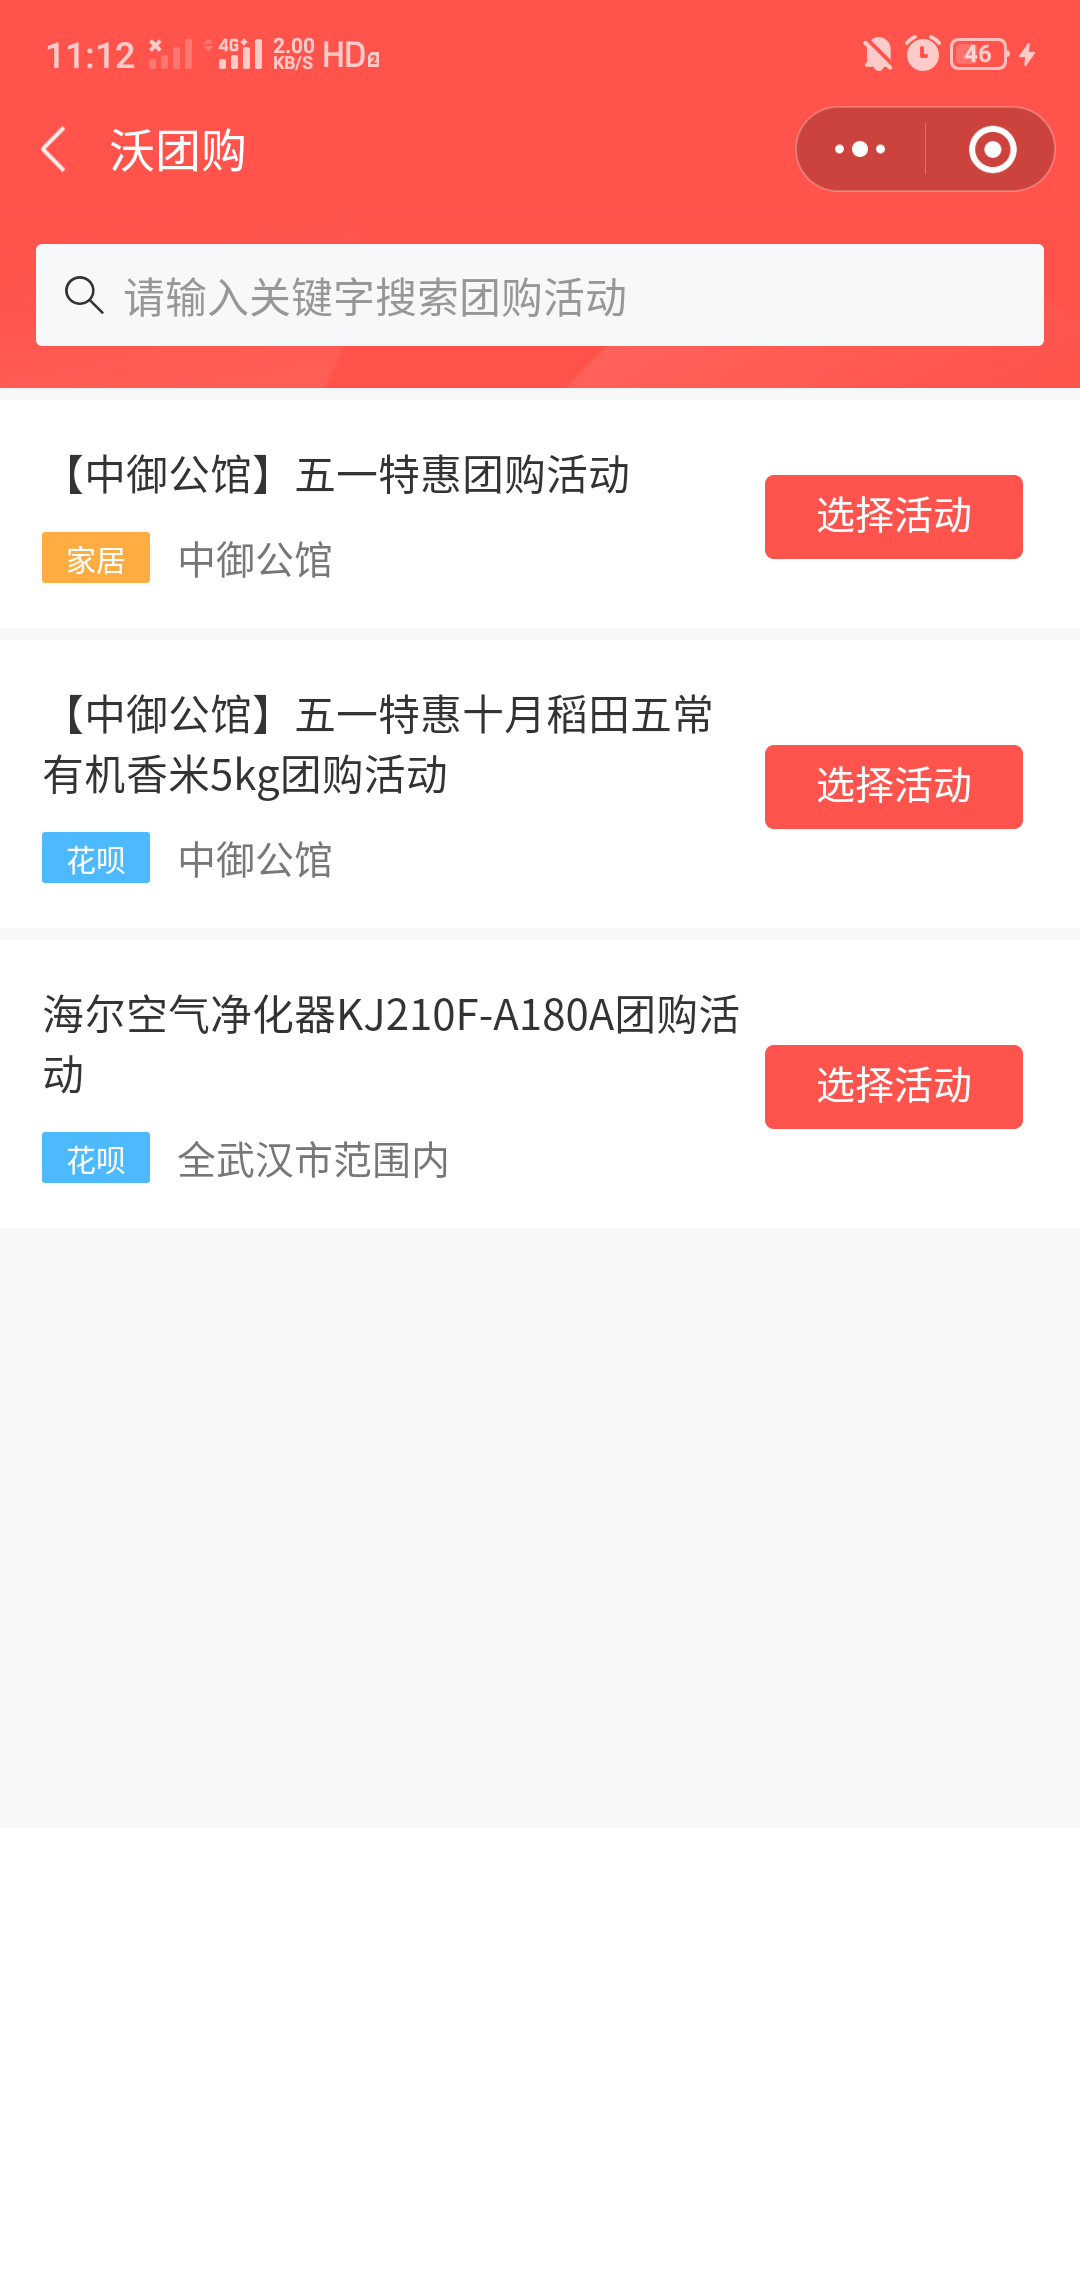 11:12 4G+ 2.00 KB/S HD2 46
沃团购
请输入关键字搜索团购活动
【中御公馆】五一特惠团购活动
选择活动
家居 中御公馆
【中御公馆】五一特惠十月稻田五常
有机香米5kg团购活动
选择活动
花呗 中御公馆
海尔空气净化器KJ210F-A180A团购活
动
选择活动
花呗 全武汉市范围内